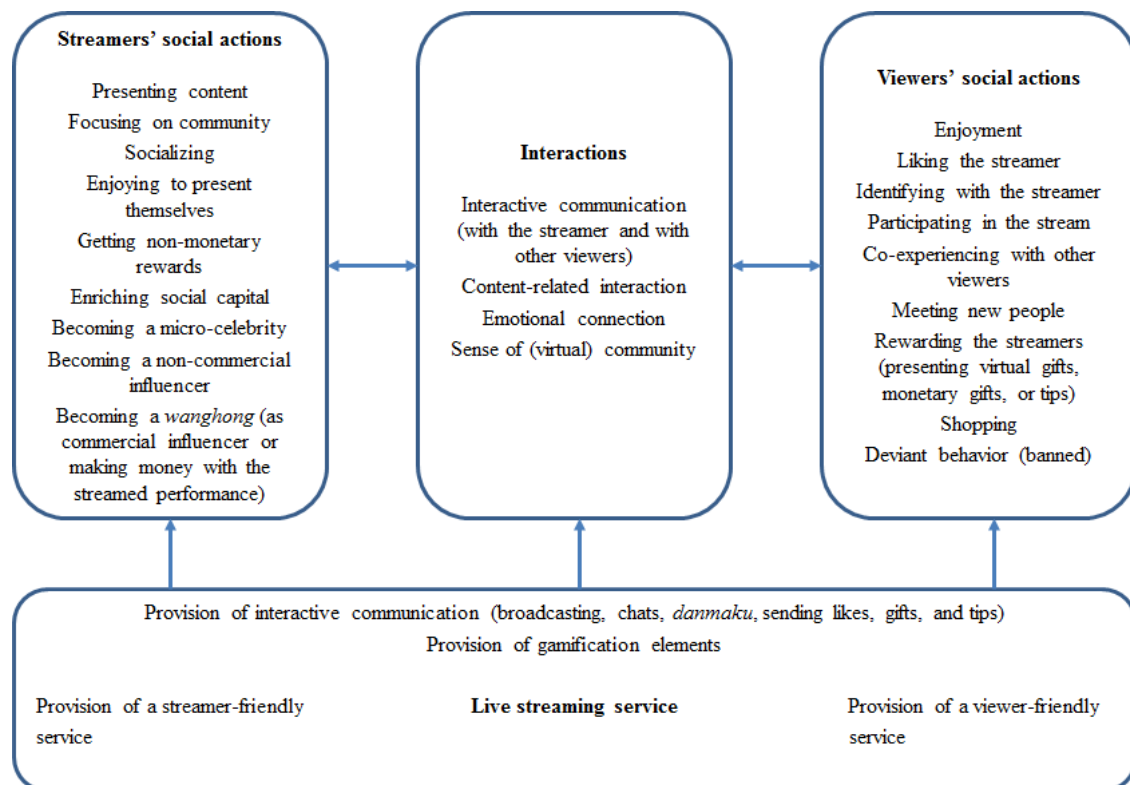 Streamers’ social actions
Presenting content
Focusing on community
Socializing
Enjoying to present
themselves
Getting non-monetary
rewards
Enriching social capital
Becoming a micro-celebrity
Becoming a non-commercial
influencer
Becoming a wanghong (as
commercial influencer or
making money with the
streamed performance)
Interactions
Interactive communication
(with the streamer and with
other viewers)
Content-related interaction
Emotional connection
Sense of (virtual) community
Viewers’ social actions
Enjoyment
Liking the streamer
Identifying with the streamer
Participating in the stream
Co-experiencing with other
viewers
Meeting new people
Rewarding the streamers
(presenting virtual gifts,
monetary gifts, or tips)
Shopping
Deviant behavior (banned)
Provision of interactive communication (broadcasting, chats, danmaku, sending likes, gifts, and tips)
Provision of gamification elements
Provision of a streamer-friendly
service
Live streaming service
Provision of a viewer-friendly
service